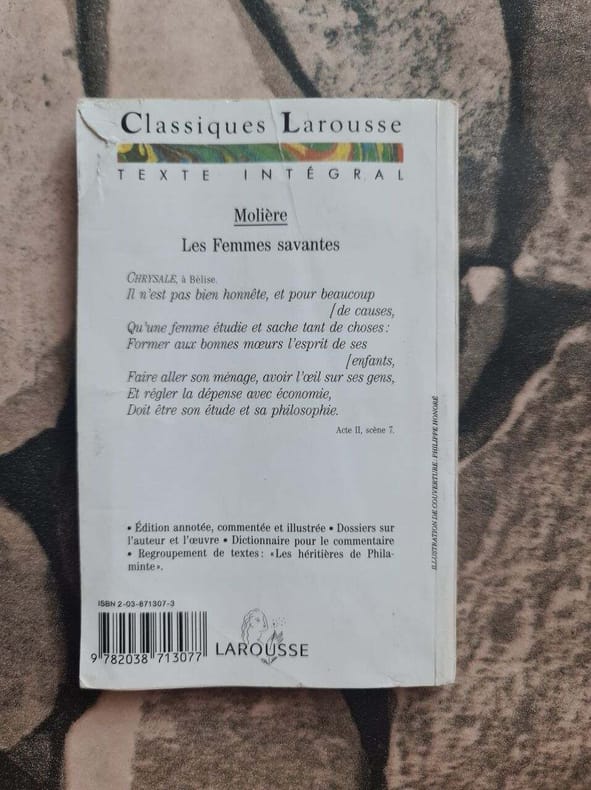 Classiques Larousse
TEXTE INTÉGRAL
Molière
Les Femmes savantes
CHRYSALE, à Bélise.
Il n'est pas bien honnête, et pour beaucoup
[de causes,
Qu'une femme étudie et sache tant de choses :
Former aux bonnes mœurs l'esprit de ses
[enfants,
Faire aller son ménage, avoir l'œil sur ses gens,
Et régler la dépense avec économie,
Doit être son étude et sa philosophie.
Acte II, scène 7.
• Édition annotée, commentée et illustrée • Dossiers sur
l'auteur et l'œuvre • Dictionnaire pour le commentaire
• Regroupement de textes : «Les héritières de Phila-
minte».
ILLUSTRATION DE COUVERTURE : PHILIPPE HONORÉ
ISBN 2-03-871307-3
9 782038 713077
LAROUSSE